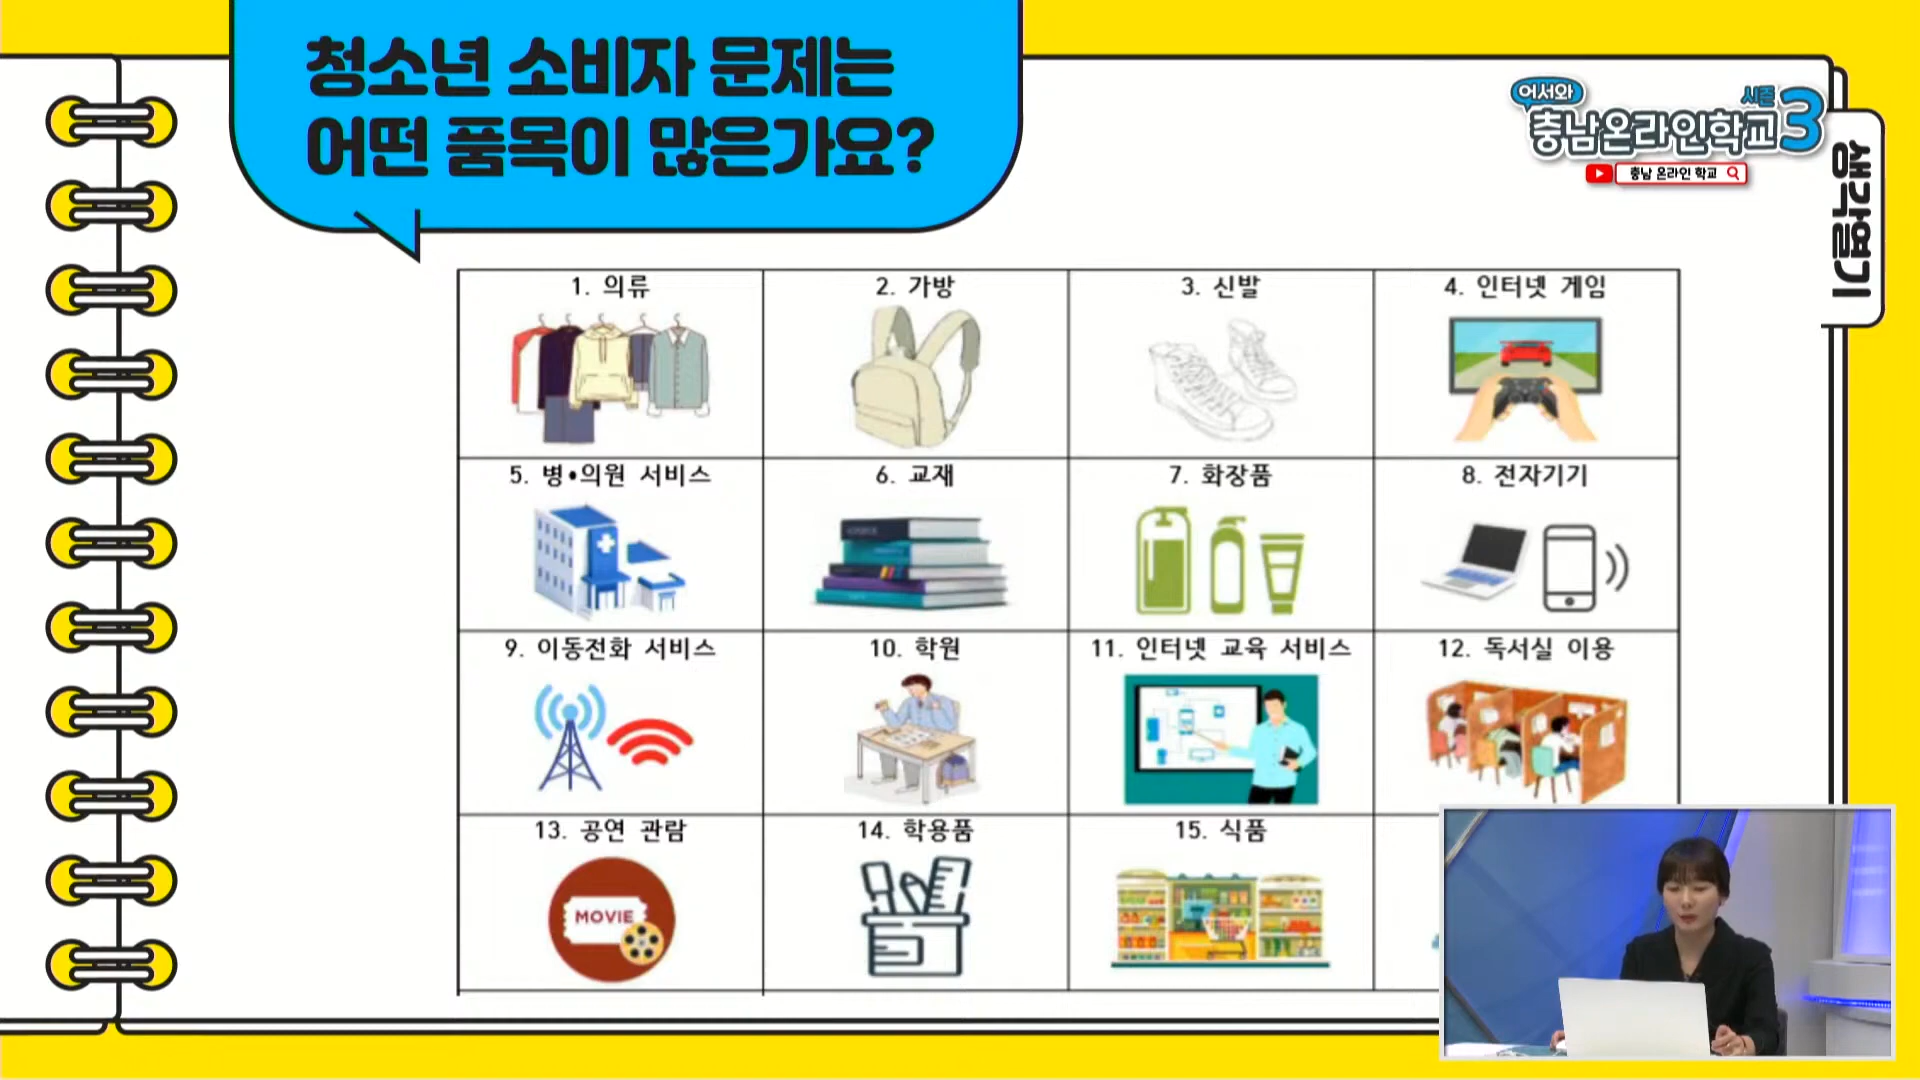 청소년 소비자 문제는
어떤 품목이 많은가요?
어서와 시즌
충남온라인학교 3
충남 온라인 학교
생각열기
1. 의류
2. 가방
3. 신발
4. 인터넷 게임
5. 병•의원 서비스
6. 교재
7. 화장품
8. 전자기기
9. 이동전화 서비스
10. 학원
11. 인터넷 교육 서비스
12. 독서실 이용
13. 공연 관람
14. 학용품
15. 식품
MOVIE